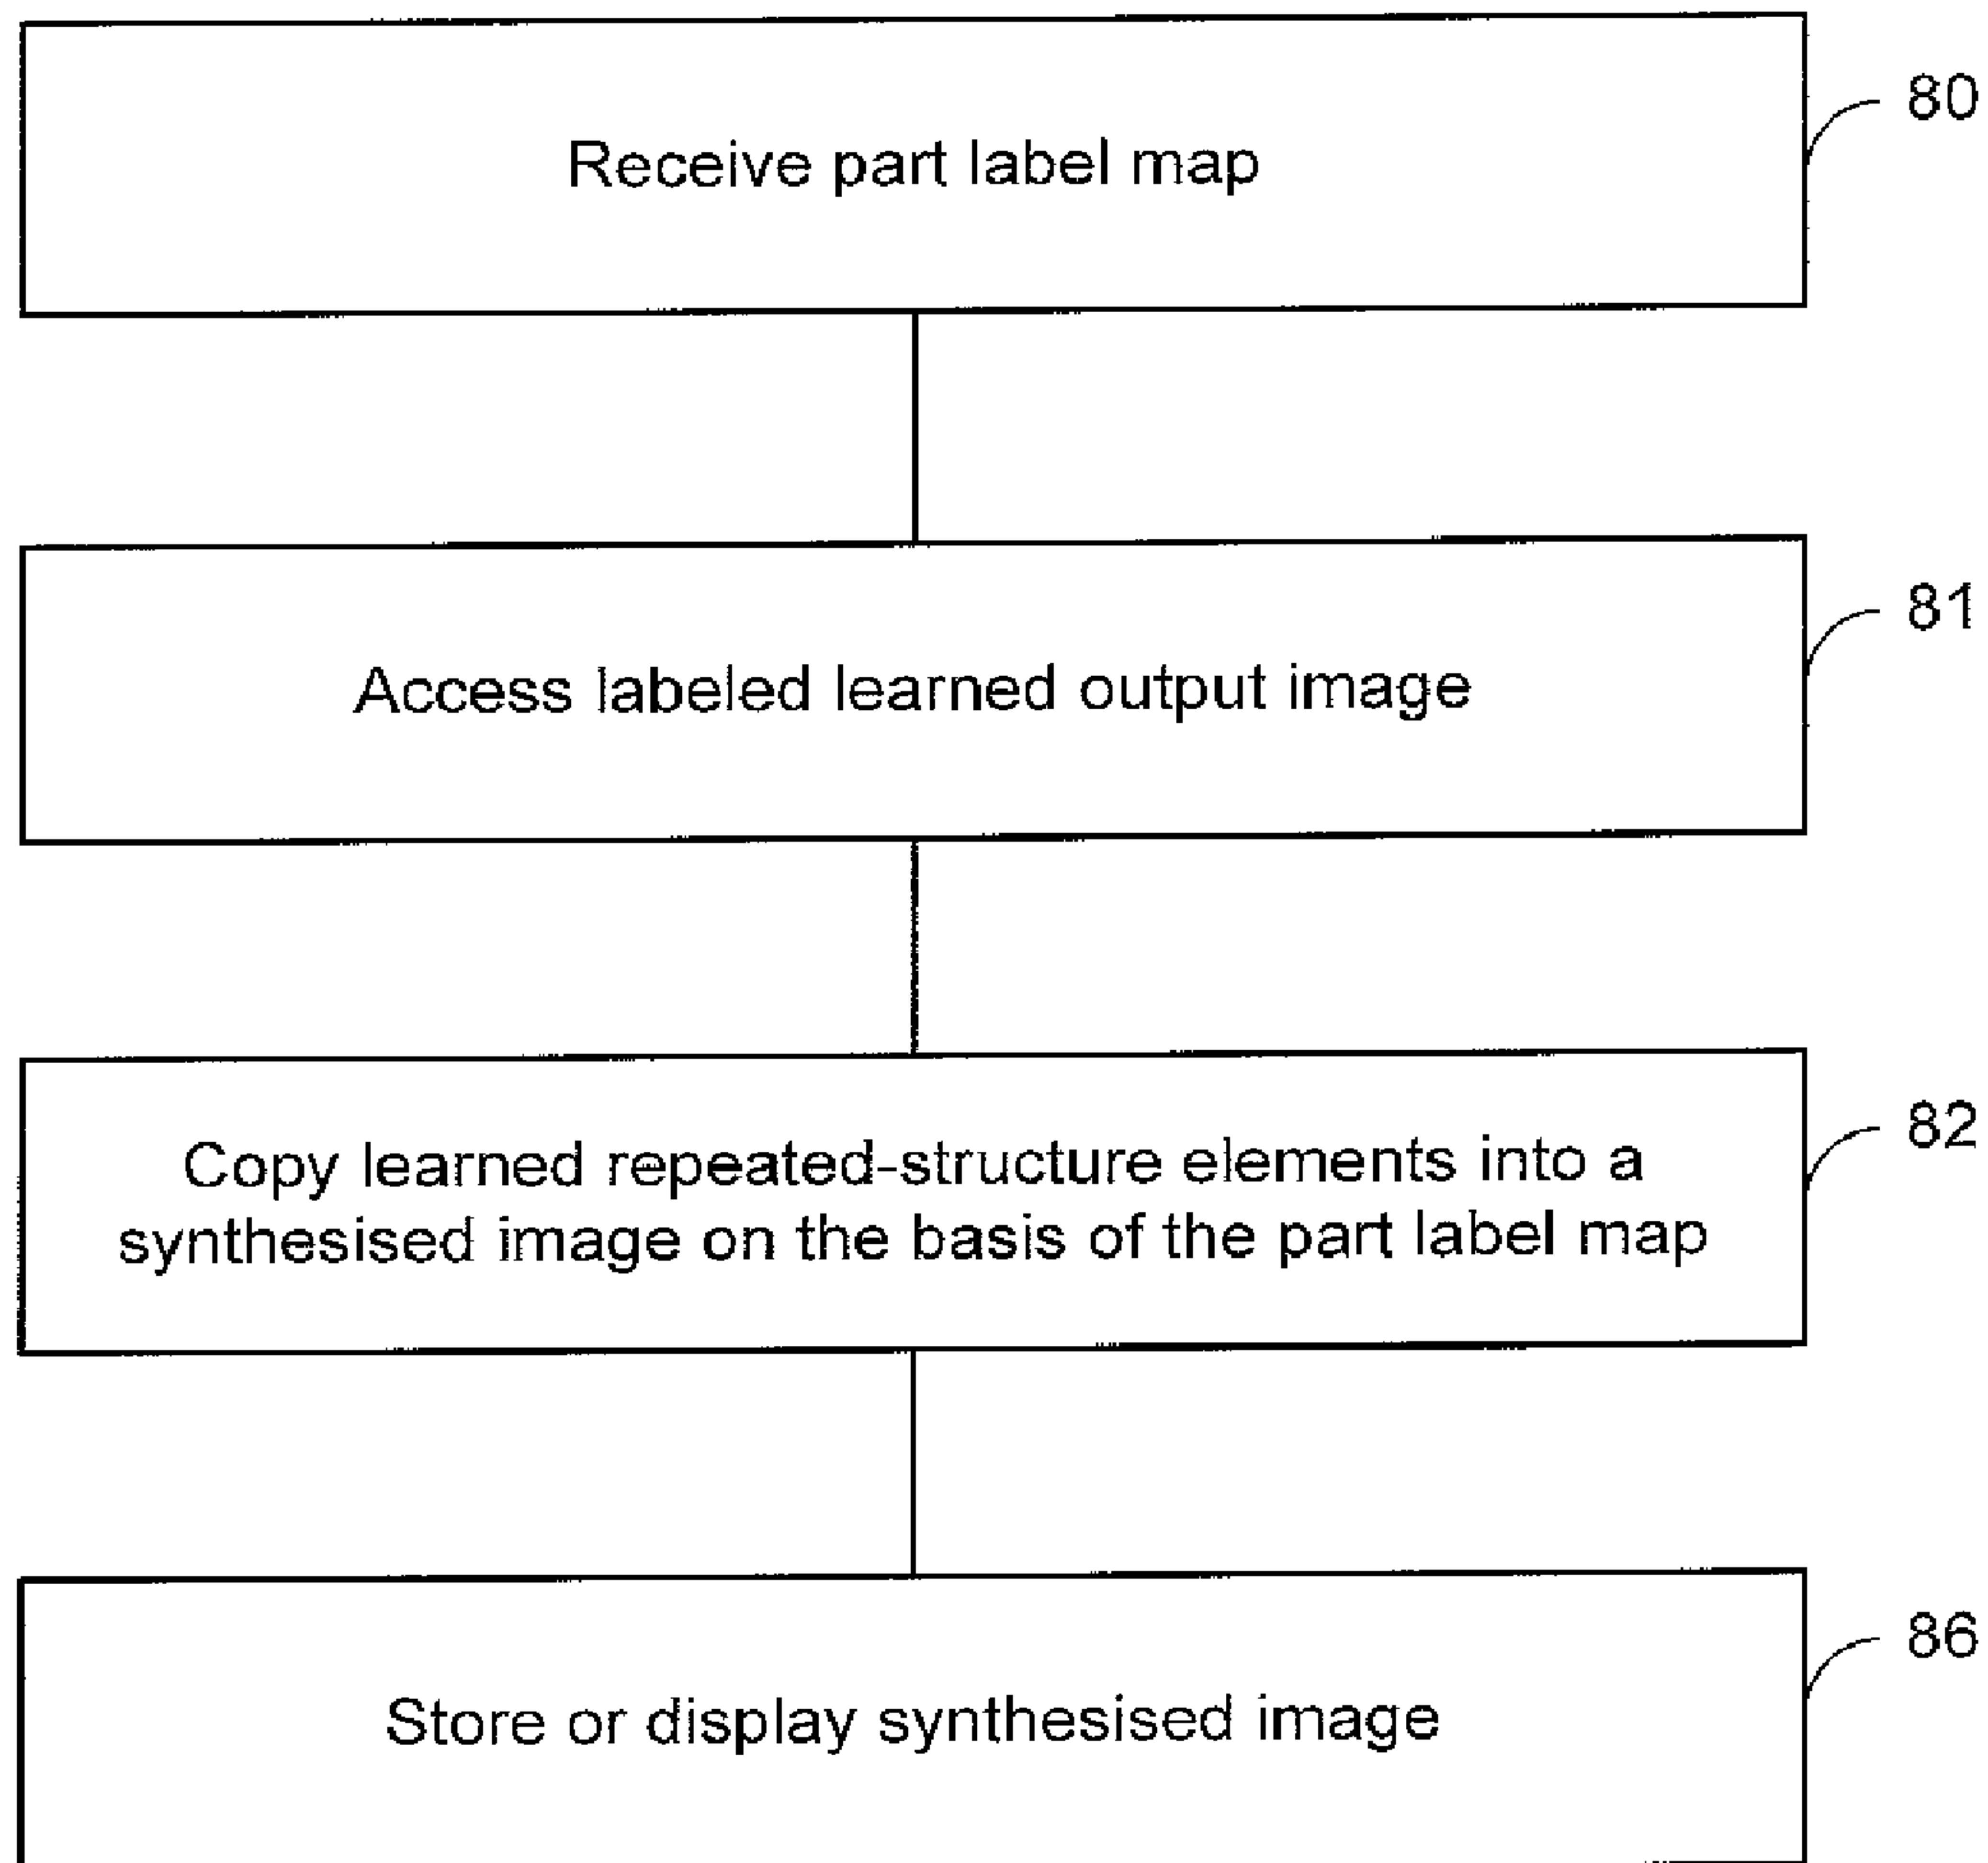 80
Receive part label map
81
Access labeled learned output image
82
Copy learned repeated-structure elements into a
synthesised image on the basis of the part label map
86
Store or display synthesised image